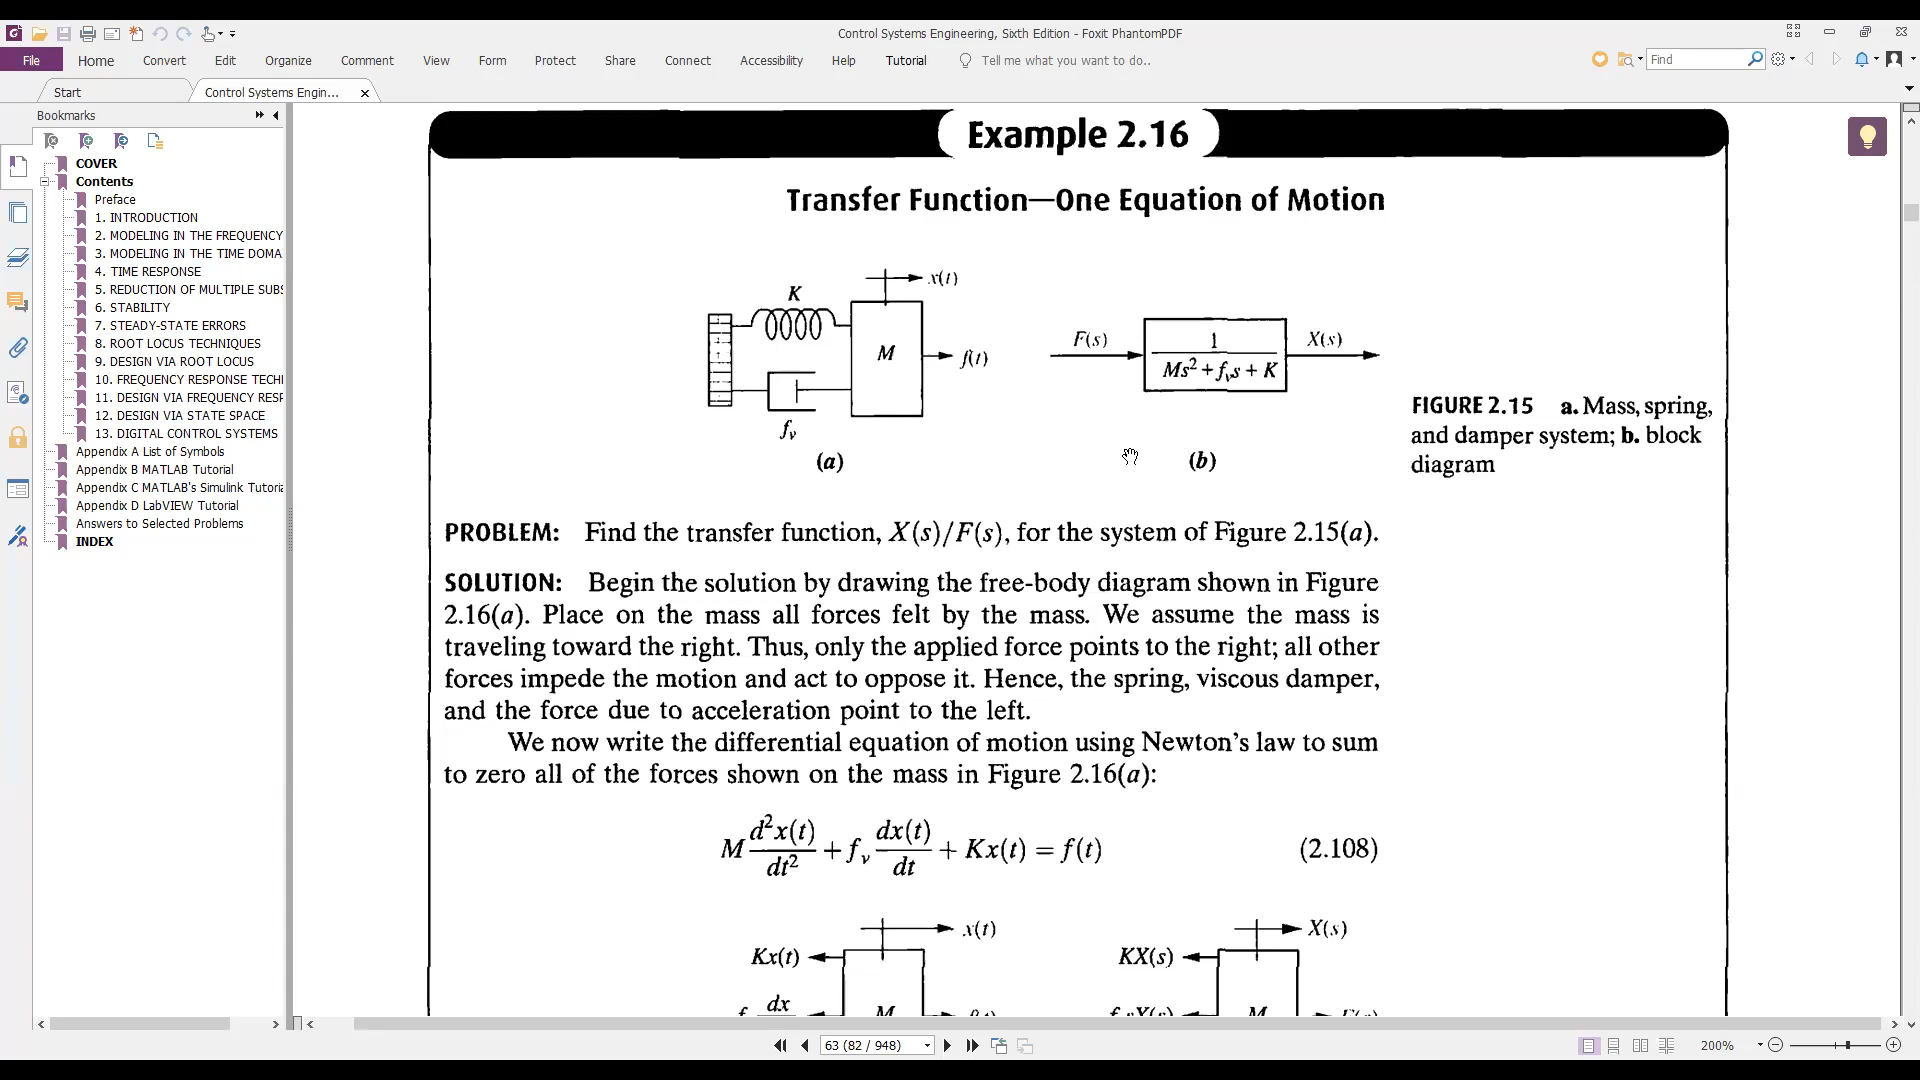 Control Systems Engineering, Sixth Edition - Foxit PhantomPDF
File Home Convert Edit Organize Comment View Form Protect Share Connect Accessibility Help Tutorial Tell me what you want to do.. Find
Start Control Systems Engin...
Bookmarks
COVER
Contents
Preface
1. INTRODUCTION
2. MODELING IN THE FREQUENCY
3. MODELING IN THE TIME DOMA
4. TIME RESPONSE
5. REDUCTION OF MULTIPLE SUBS
6. STABILITY
7. STEADY-STATE ERRORS
8. ROOT LOCUS TECHNIQUES
9. DESIGN VIA ROOT LOCUS
10. FREQUENCY RESPONSE TECH
11. DESIGN VIA FREQUENCY RESP
12. DESIGN VIA STATE SPACE
13. DIGITAL CONTROL SYSTEMS
Appendix A List of Symbols
Appendix B MATLAB Tutorial
Appendix C MATLAB's Simulink Tutoria
Appendix D LabVIEW Tutorial
Answers to Selected Problems
INDEX
Example 2.16
Transfer Function—One Equation of Motion
x(t)
K
M
f(t)
fv
(a)
F(s)
1
Ms² + fvs + K
X(s)
(b)
FIGURE 2.15 a. Mass, spring,
and damper system; b. block
diagram
PROBLEM: Find the transfer function, X(s)/F(s), for the system of Figure 2.15(a).
SOLUTION: Begin the solution by drawing the free-body diagram shown in Figure
2.16(a). Place on the mass all forces felt by the mass. We assume the mass is
traveling toward the right. Thus, only the applied force points to the right; all other
forces impede the motion and act to oppose it. Hence, the spring, viscous damper,
and the force due to acceleration point to the left.
We now write the differential equation of motion using Newton's law to sum
to zero all of the forces shown on the mass in Figure 2.16(a):
M d²x(t)/dt² + fv dx(t)/dt + Kx(t) = f(t) (2.108)
x(t) X(s)
Kx(t) KX(s)
dx
M M
63 (82 / 948) 200%